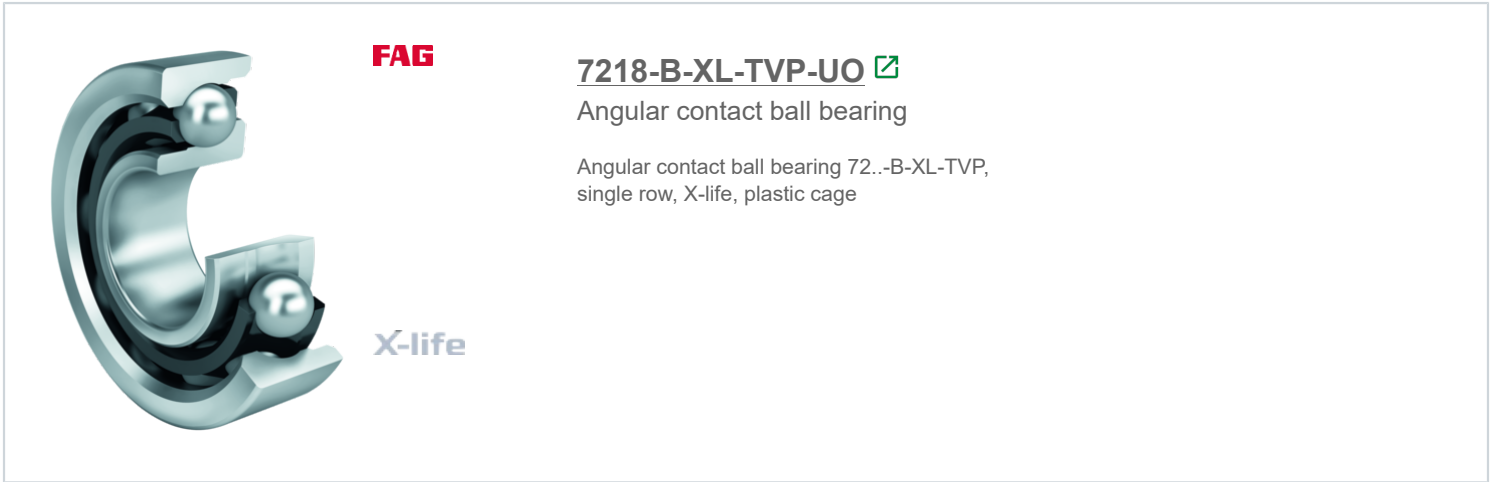 FAG
7218-B-XL-TVP-UO
Angular contact ball bearing
Angular contact ball bearing 72..-B-XL-TVP,
single row, X-life, plastic cage
X-life